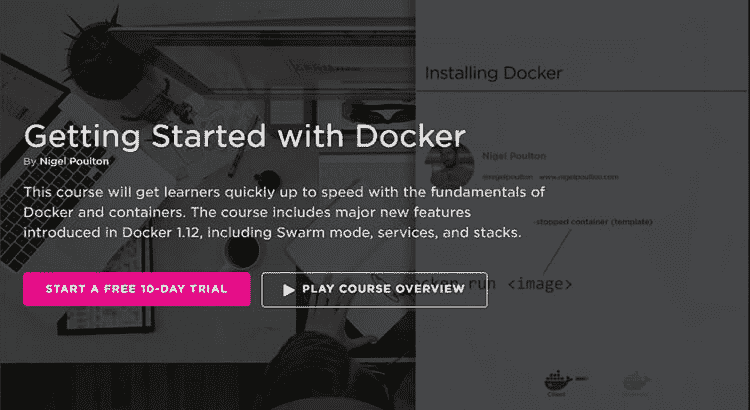 Installing Docker
Getting Started with Docker
By Nigel Poulton
Nigel Poulton
@nigelpoulton www.nigelpoulton.com
This course will get learners quickly up to speed with the fundamentals of
Docker and containers. The course includes major new features
introduced in Docker 1.12, including Swarm mode, services, and stacks.
stopped container (template)
START A FREE 10-DAY TRIAL
PLAY COURSE OVERVIEW
run <image>
Client